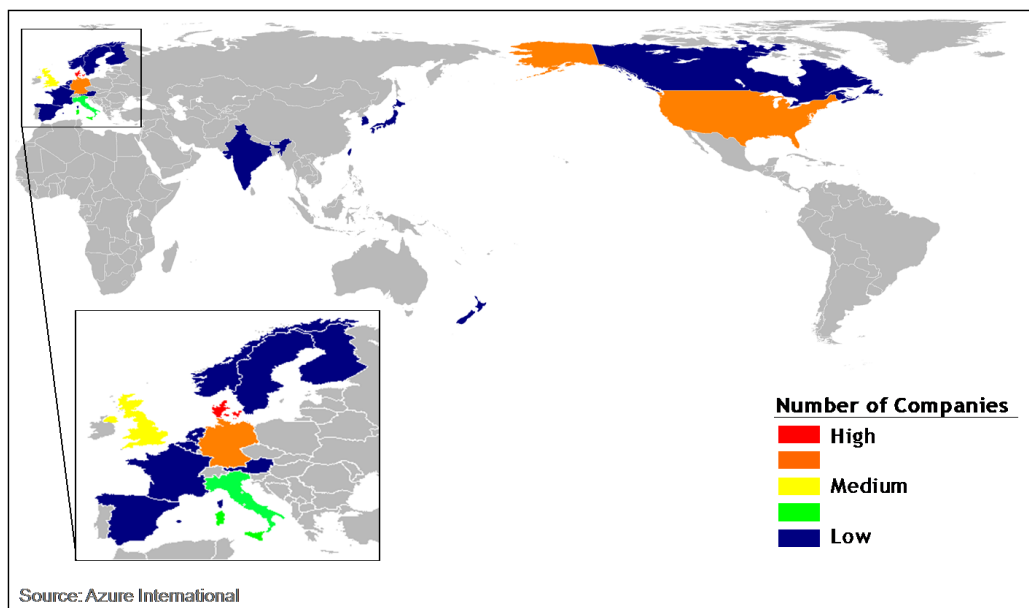 Number of Companies
High
Medium
Low
Source: Azure International